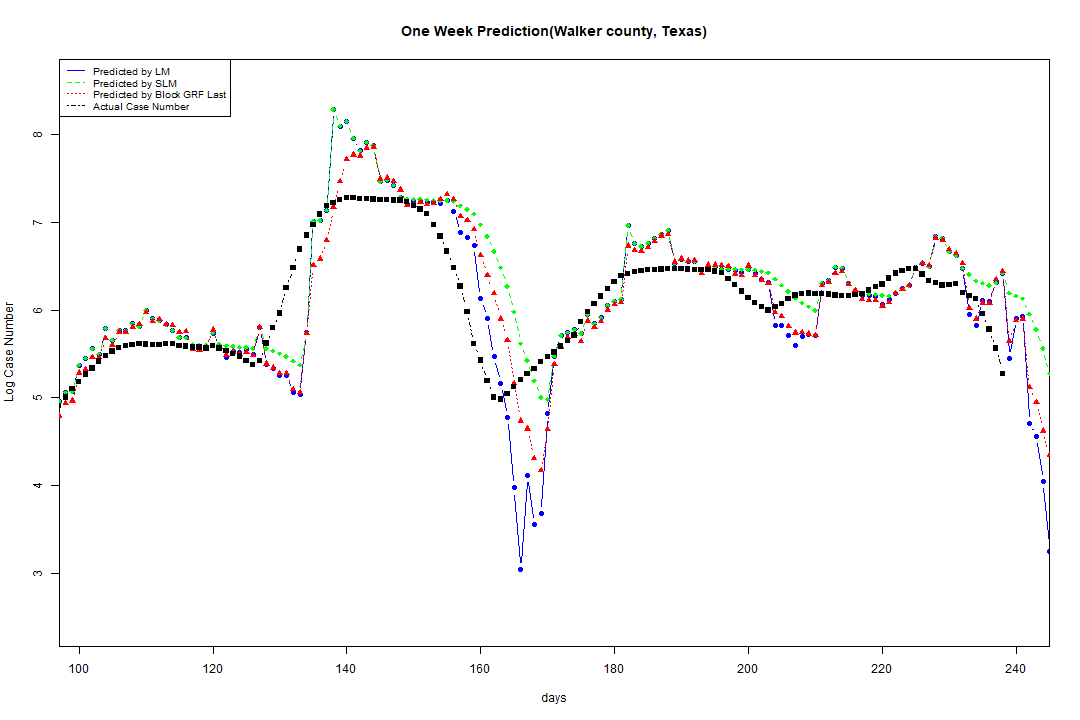 One Week Prediction(Walker county, Texas)
Predicted by LM
Predicted by SLM
Predicted by Block GRF Last
Actual Case Number
Log Case Number
8
7
6
5
4
3
100 120 140 160 180 200 220 240
days